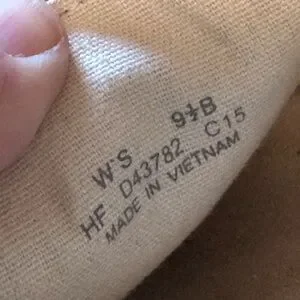 W'S 9½B
HF D43782 C15
MADE IN VIETNAM